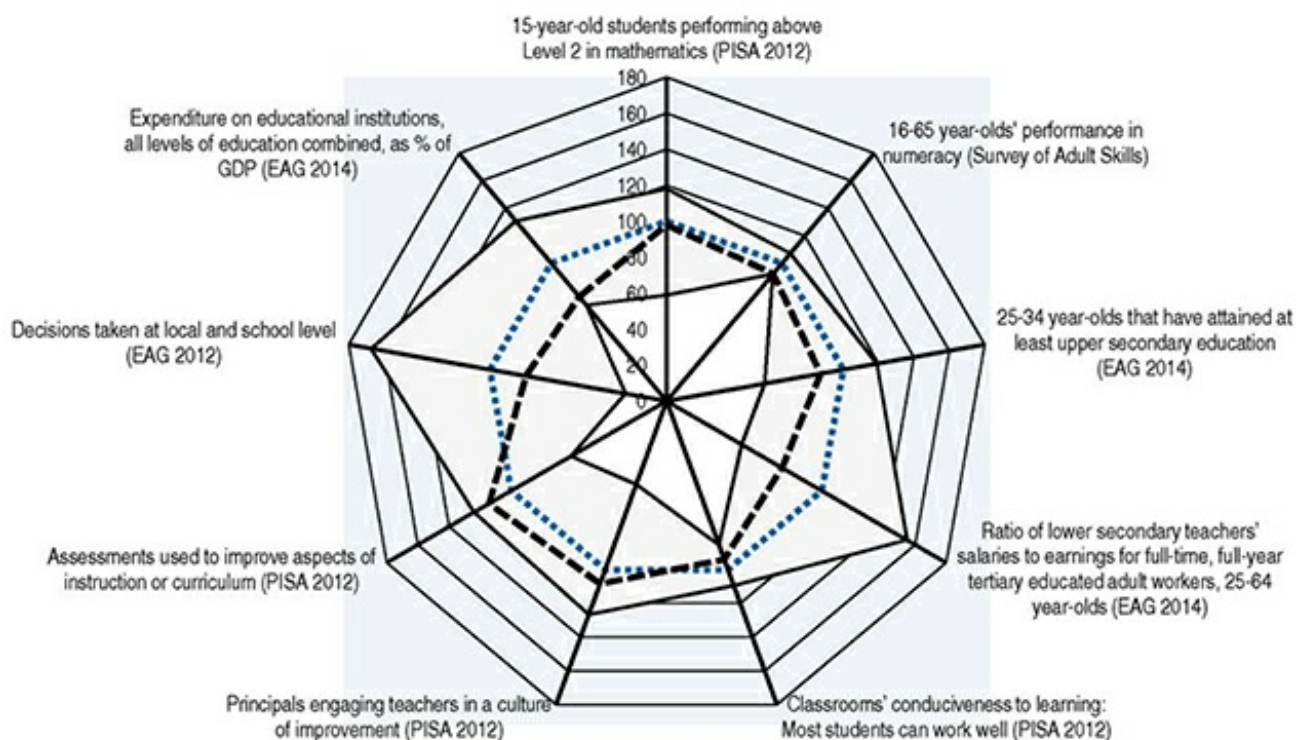 15-year-old students performing above
Level 2 in mathematics (PISA 2012)
180
160
140
120
100
80
60
40
20
0
16-65 year-olds' performance in
numeracy (Survey of Adult Skills)
25-34 year-olds that have attained at
least upper secondary education
(EAG 2014)
Ratio of lower secondary teachers'
salaries to earnings for full-time, full-year
tertiary educated adult workers, 25-64
year-olds (EAG 2014)
Classrooms' conduciveness to learning:
Most students can work well (PISA 2012)
Principals engaging teachers in a culture
of improvement (PISA 2012)
Assessments used to improve aspects of
instruction or curriculum (PISA 2012)
Decisions taken at local and school level
(EAG 2012)
Expenditure on educational institutions,
all levels of education combined, as % of
GDP (EAG 2014)